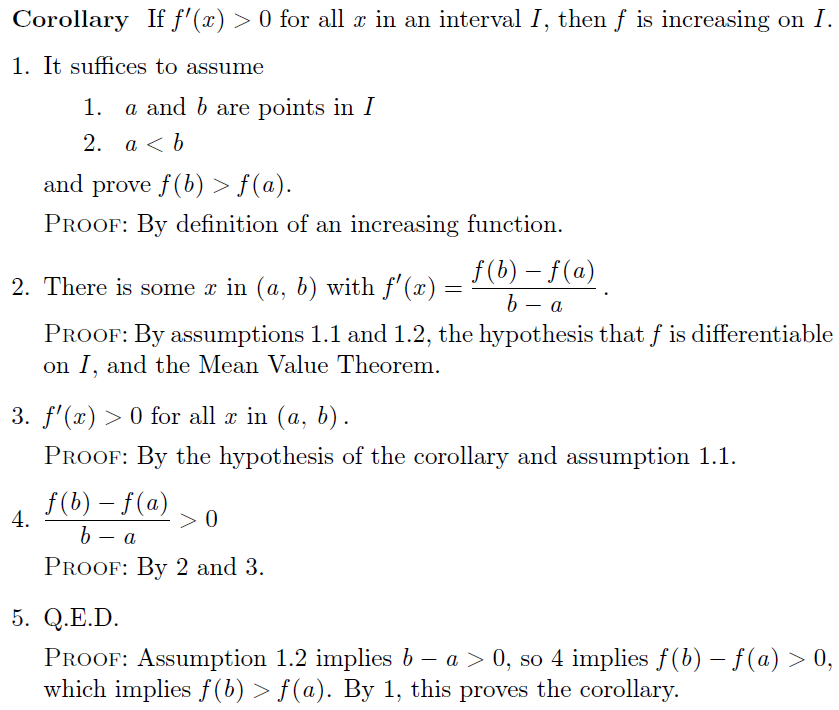 Corollary If f′(x) > 0 for all x in an interval I, then f is increasing on I.
1. It suffices to assume
1. a and b are points in I
2. a < b
and prove f(b) > f(a).
PROOF: By definition of an increasing function.
2. There is some x in (a, b) with f′(x) = \frac{f(b) − f(a)}{b − a}.
PROOF: By assumptions 1.1 and 1.2, the hypothesis that f is differentiable
on I, and the Mean Value Theorem.
3. f′(x) > 0 for all x in (a, b).
PROOF: By the hypothesis of the corollary and assumption 1.1.
4. \frac{f(b) − f(a)}{b − a} > 0
PROOF: By 2 and 3.
5. Q.E.D.
PROOF: Assumption 1.2 implies b − a > 0, so 4 implies f(b) − f(a) > 0,
which implies f(b) > f(a). By 1, this proves the corollary.